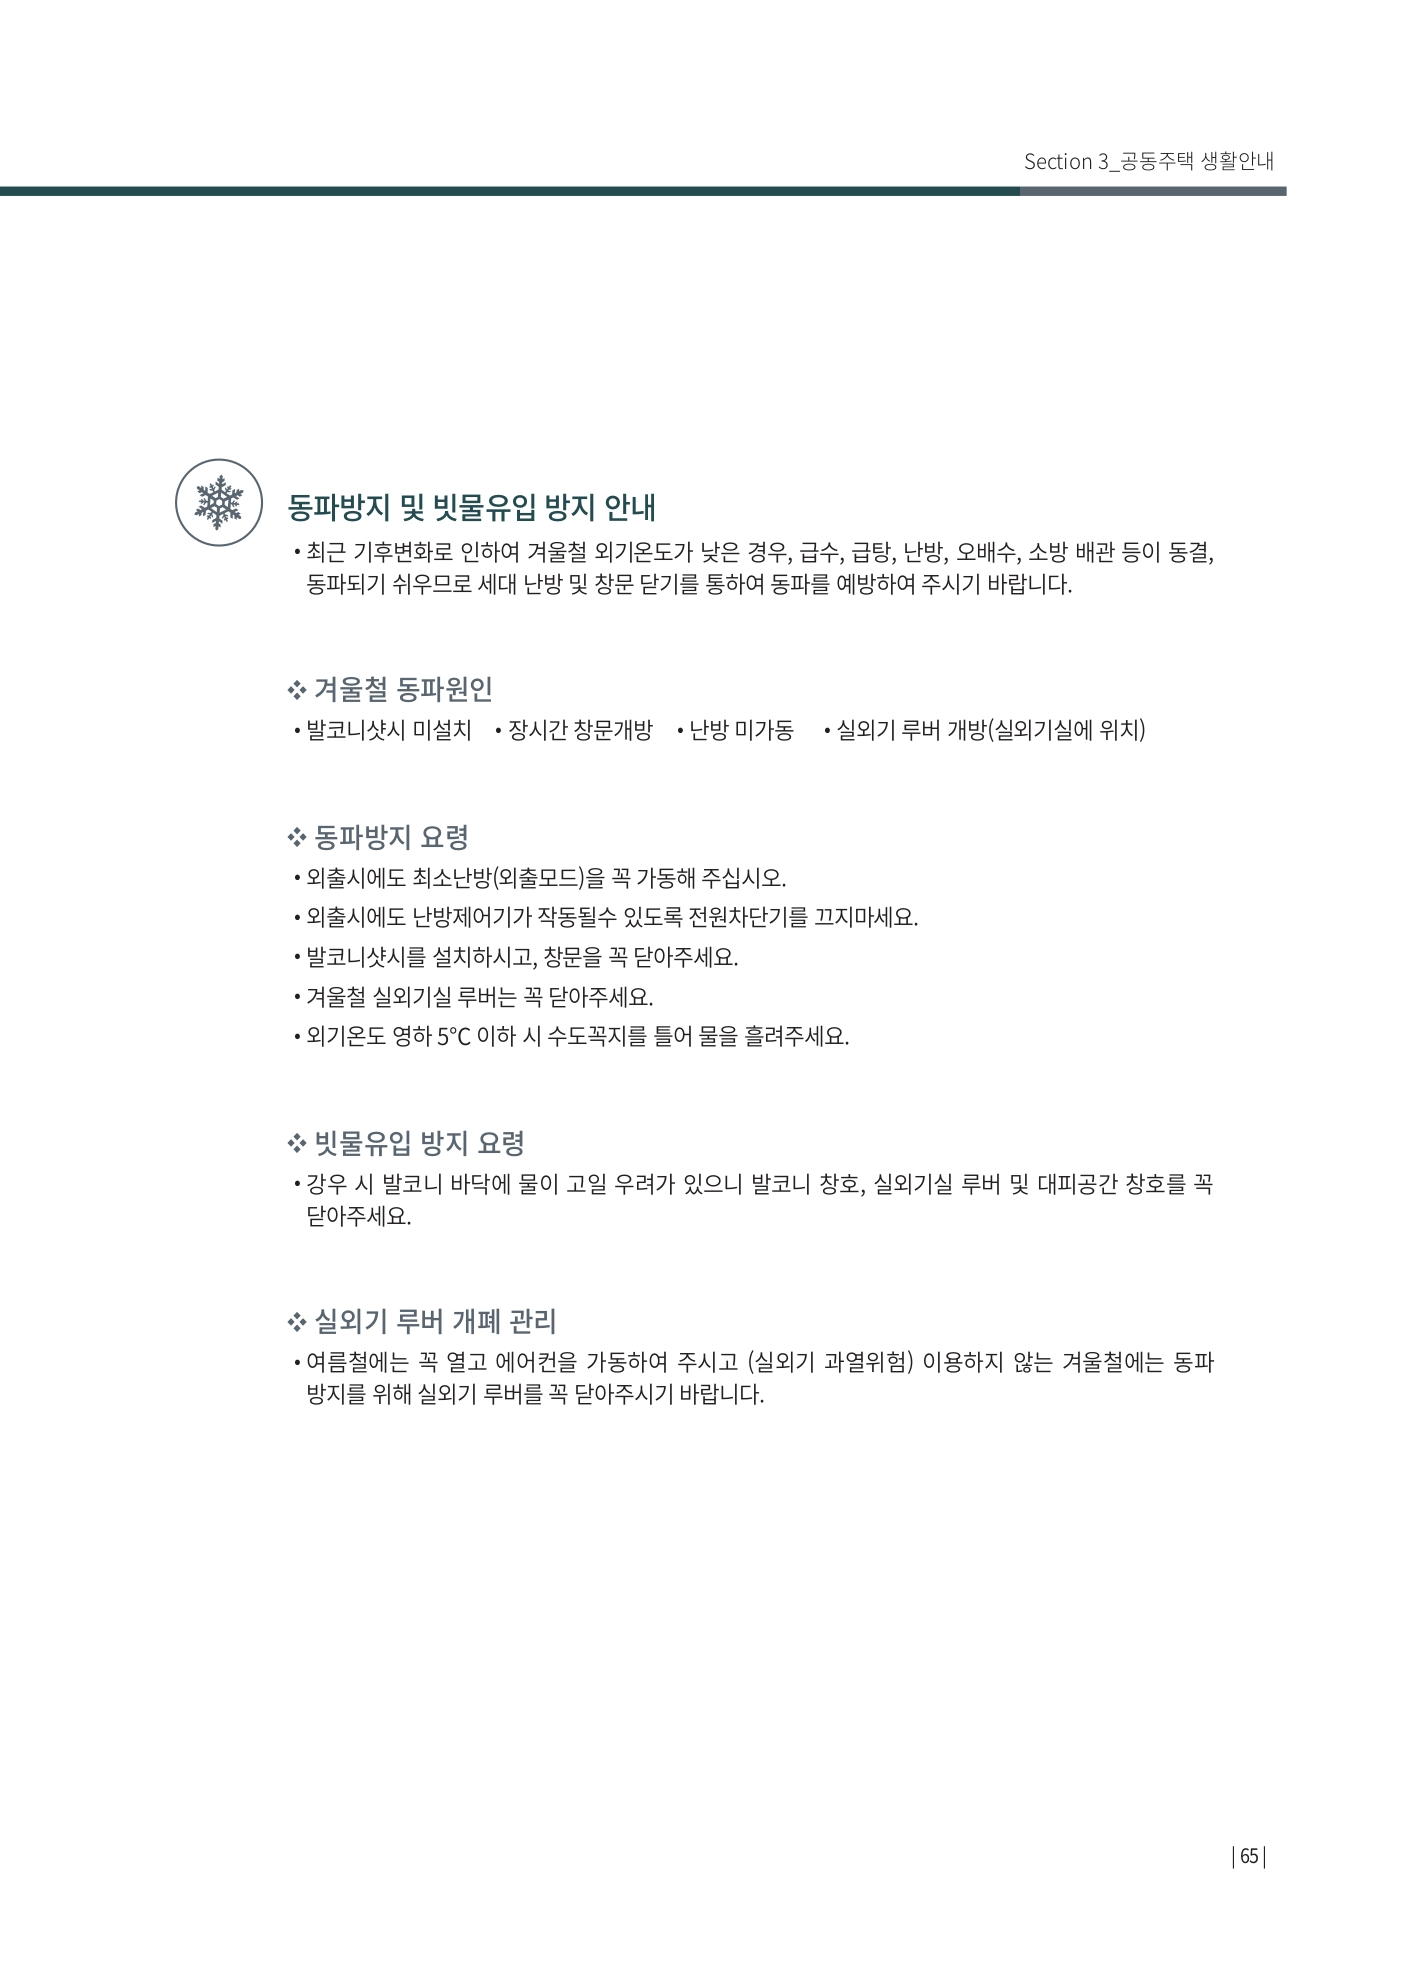 Section 3_공동주택 생활안내
동파방지 및 빗물유입 방지 안내
• 최근 기후변화로 인하여 겨울철 외기온도가 낮은 경우, 급수, 급탕, 난방, 오배수, 소방 배관 등이 동결,
동파되기 쉬우므로 세대 난방 및 창문 닫기를 통하여 동파를 예방하여 주시기 바랍니다.
❖ 겨울철 동파원인
• 발코니샷시 미설치 • 장시간 창문개방 • 난방 미가동 • 실외기 루버 개방(실외기실에 위치)
❖ 동파방지 요령
• 외출시에도 최소난방(외출모드)을 꼭 가동해 주십시오.
• 외출시에도 난방제어기가 작동될수 있도록 전원차단기를 끄지마세요.
• 발코니샷시를 설치하시고, 창문을 꼭 닫아주세요.
• 겨울철 실외기실 루버는 꼭 닫아주세요.
• 외기온도 영하 5℃ 이하 시 수도꼭지를 틀어 물을 흘려주세요.
❖ 빗물유입 방지 요령
• 강우 시 발코니 바닥에 물이 고일 우려가 있으니 발코니 창호, 실외기실 루버 및 대피공간 창호를 꼭
닫아주세요.
❖ 실외기 루버 개폐 관리
• 여름철에는 꼭 열고 에어컨을 가동하여 주시고 (실외기 과열위험) 이용하지 않는 겨울철에는 동파
방지를 위해 실외기 루버를 꼭 닫아주시기 바랍니다.
| 65 |